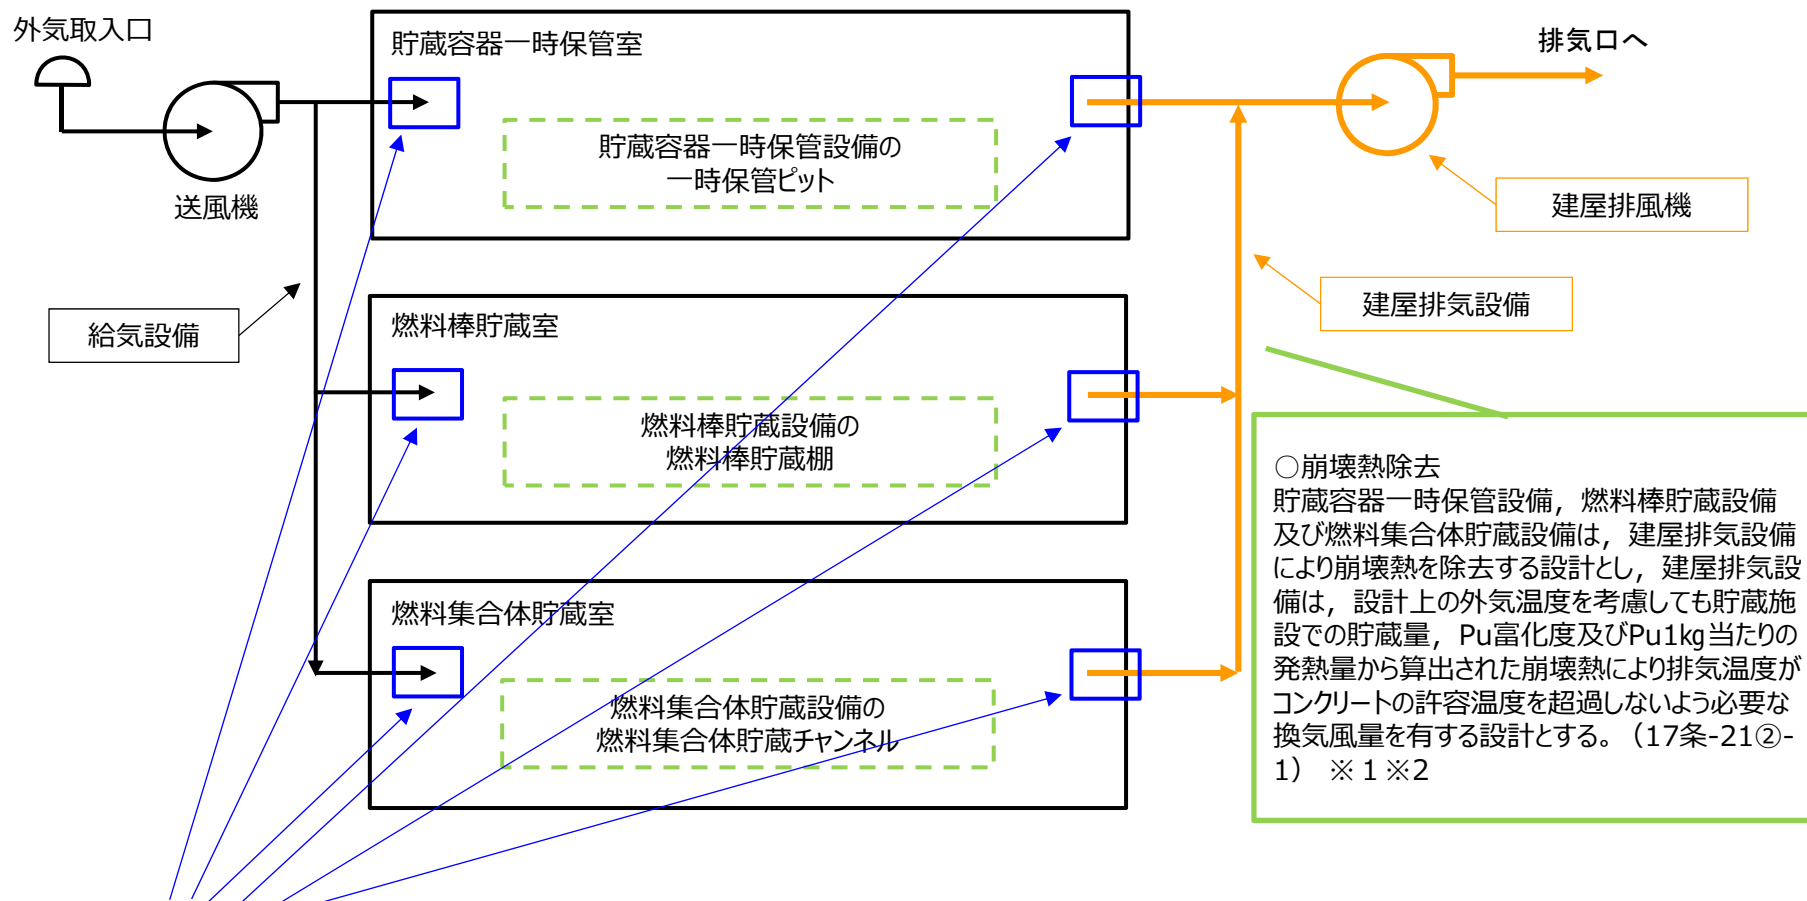 外気取入口
送風機
給気設備
貯蔵容器一時保管室
貯蔵容器一時保管設備の
一時保管ピット
燃料棒貯蔵室
燃料棒貯蔵設備の
燃料棒貯蔵棚
燃料集合体貯蔵室
燃料集合体貯蔵設備の
燃料集合体貯蔵チャンネル
排気口へ
建屋排風機
建屋排気設備
○崩壊熱除去
貯蔵容器一時保管設備，燃料棒貯蔵設備
及び燃料集合体貯蔵設備は，建屋排気設備
により崩壊熱を除去する設計とし，建屋排気設
備は，設計上の外気温度を考慮しても貯蔵施
設での貯蔵量，Pu富化度及びPu1kg当たりの
発熱量から算出された崩壊熱により排気温度が
コンクリートの許容温度を超過しないよう必要な
換気風量を有する設計とする。（17条-21②-
1）　※１※2